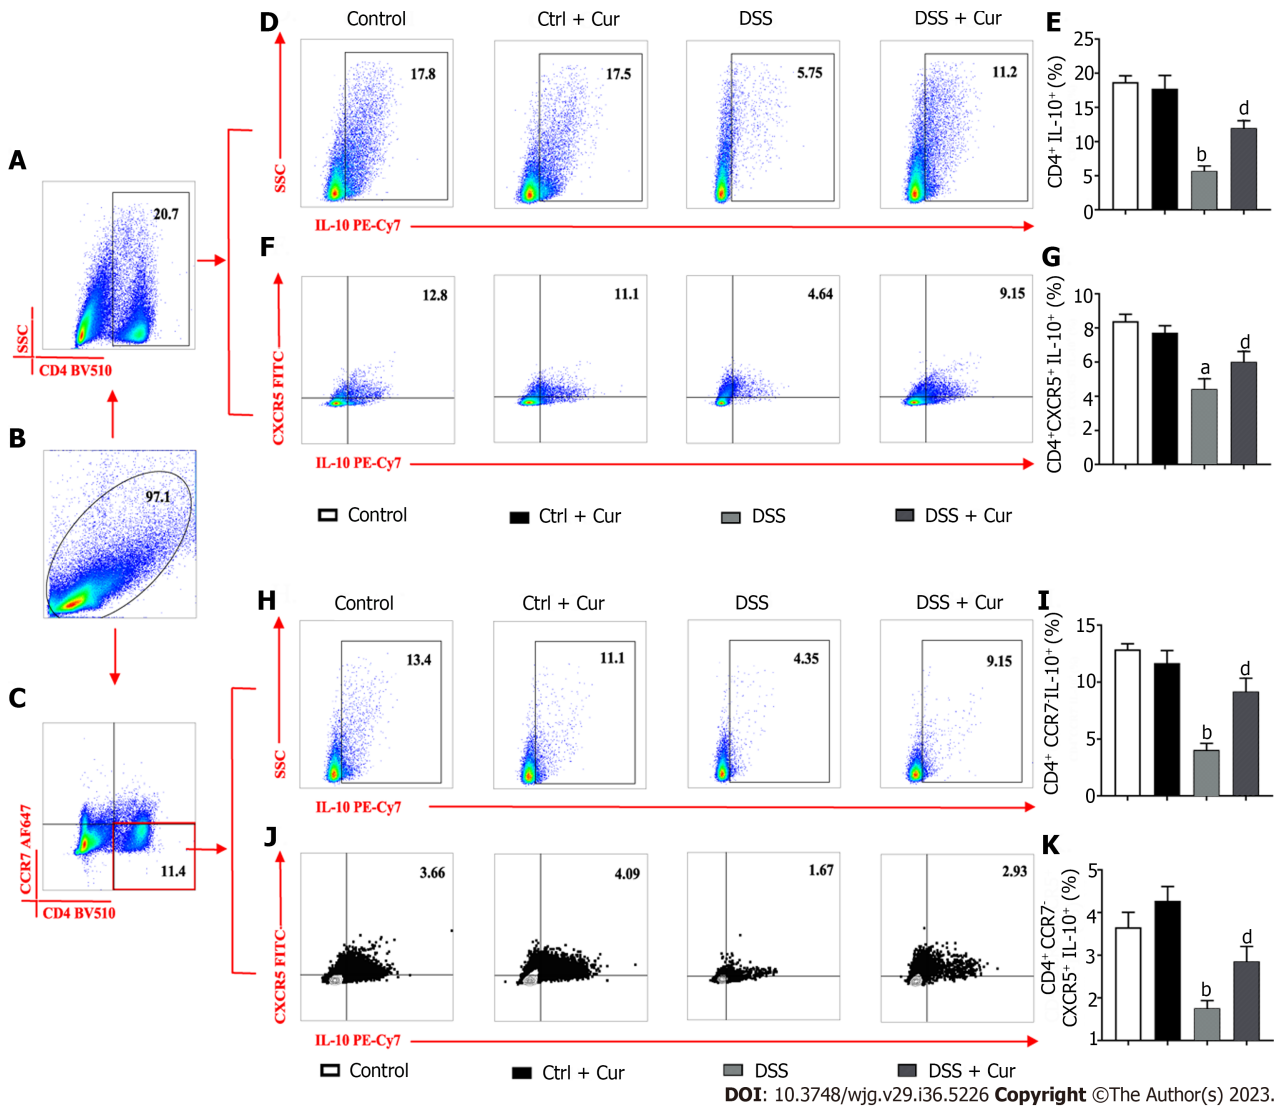 D Control Ctrl + Cur DSS DSS + Cur E
SSC
17.8 17.5 5.75 11.2
IL-10 PE-Cy7
CD4⁺ IL-10⁺ (%)
25
20
15
10
5
0
b d
A
20.7
SSC
CD4 BV510
F
CXCR5 FITC
12.8 11.1 4.64 9.15
IL-10 PE-Cy7
G
CD4⁺CXCR5⁺ IL-10⁺ (%)
10
8
6
4
2
0
a d
B
97.1
Control Ctrl + Cur DSS DSS + Cur
H Control Ctrl + Cur DSS DSS + Cur I
SSC
13.4 11.1 4.35 9.15
IL-10 PE-Cy7
CD4⁺ CCR7⁻IL-10⁺ (%)
15
10
5
0
b d
C
CCR7 AF647
11.4
CD4 BV510
J
CXCR5 FITC
3.66 4.09 1.67 2.93
IL-10 PE-Cy7
K
CD4⁺ CCR7⁻
CXCR5⁺ IL-10⁺ (%)
5
4
3
2
1
b d
Control Ctrl + Cur DSS DSS + Cur
DOI: 10.3748/wjg.v29.i36.5226 Copyright ©The Author(s) 2023.